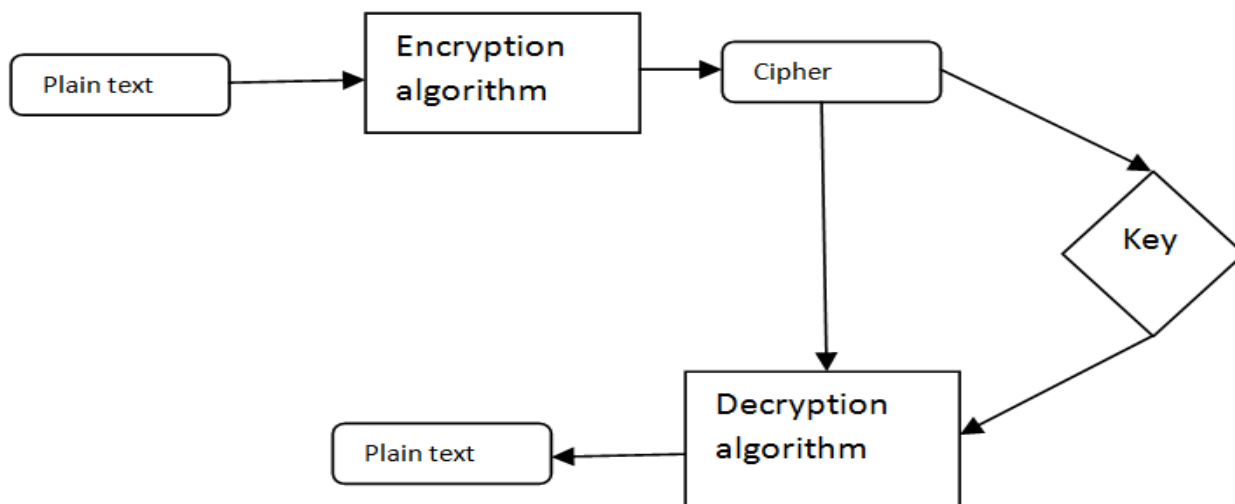 Plain text
Encryption
algorithm
Cipher
Key
Decryption
algorithm
Plain text